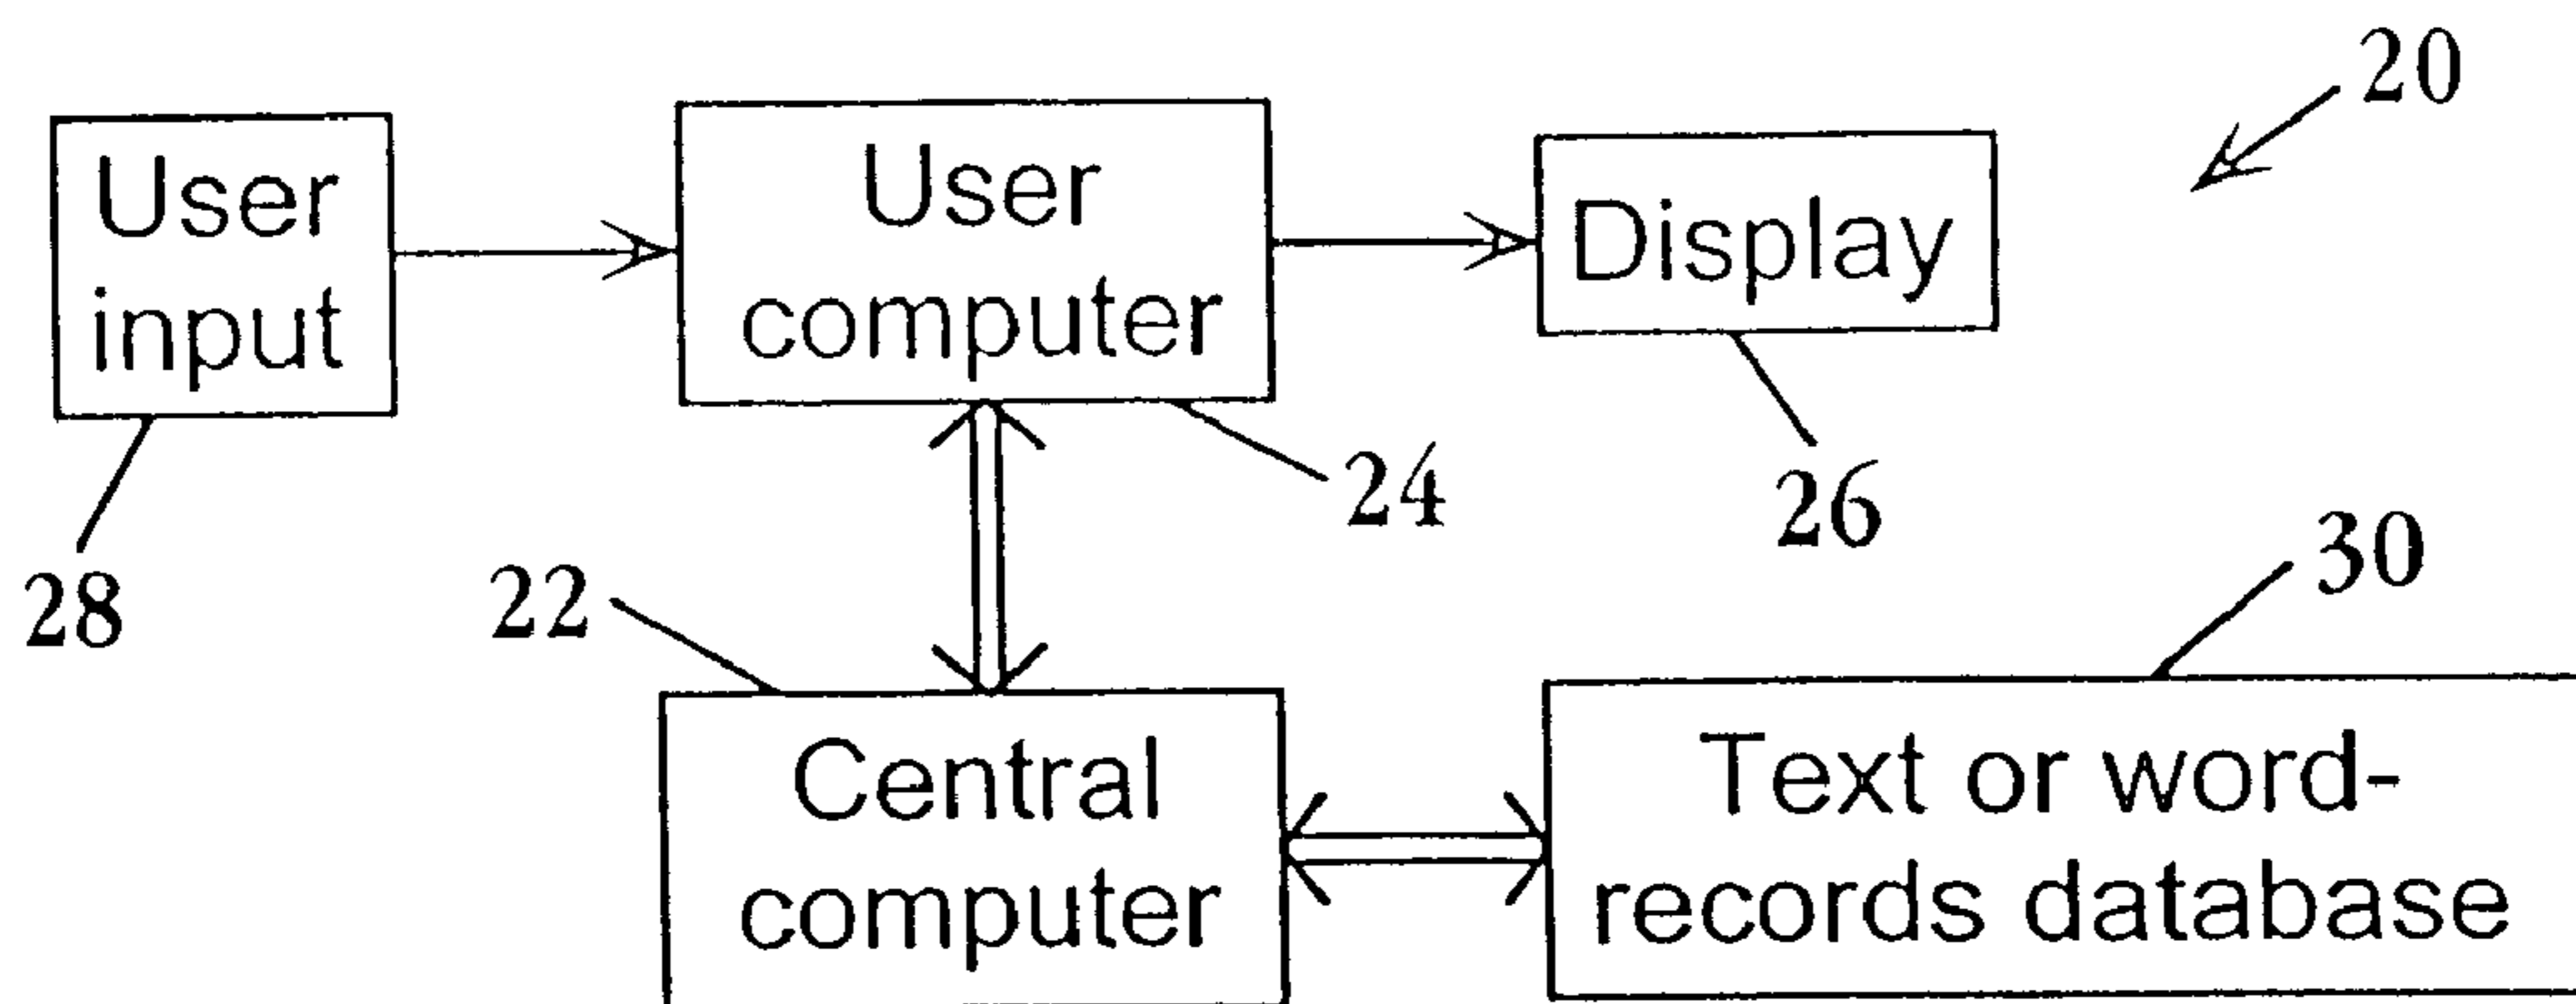 20
User
input
User
computer
Display
28
24
26
22
30
Central
computer
Text or word-
records database